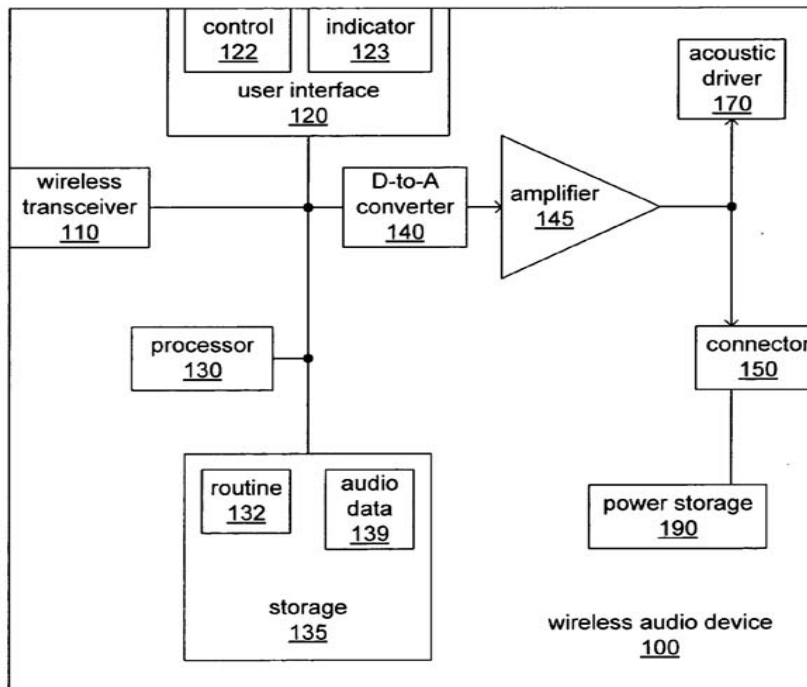 control
122
indicator
123
user interface
120
acoustic
driver
170
wireless
transceiver
110
D-to-A
converter
140
amplifier
145
processor
130
connector
150
routine
132
audio
data
139
storage
135
power storage
190
wireless audio device
100